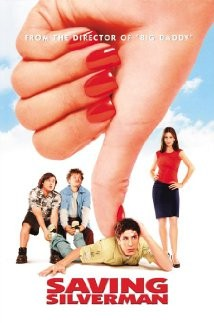 FROM THE DIRECTOR OF "BIG DADDY"
SAVING
SILVERMAN